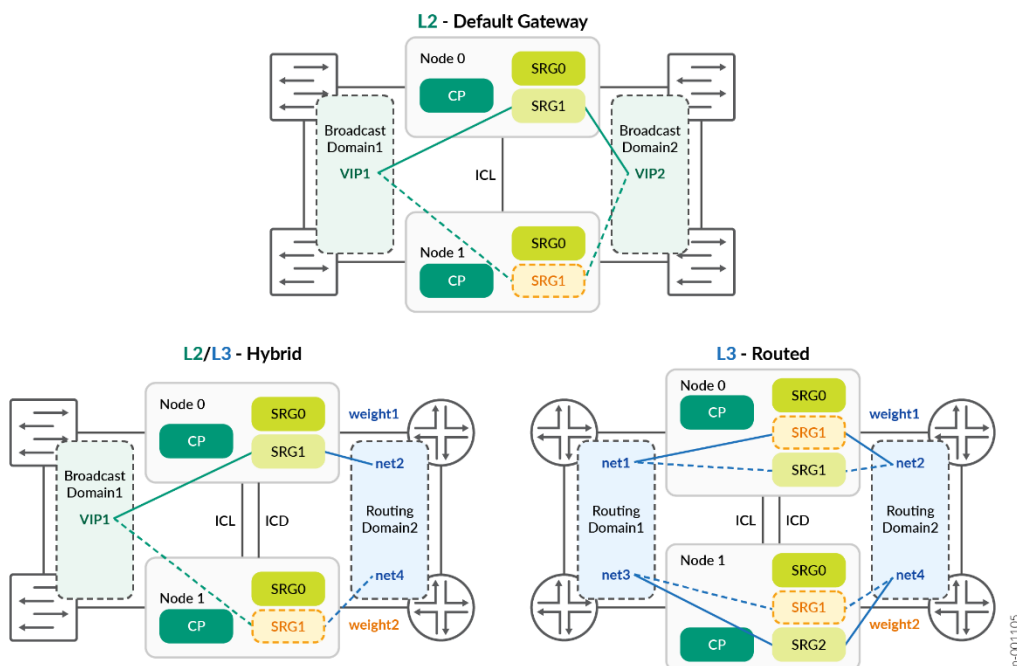 L2 - Default Gateway
Node 0
SRG0
CP
SRG1
Broadcast
Domain1
VIP1
Broadcast
Domain2
VIP2
ICL
Node 1
SRG0
CP
SRG1
L2/L3 - Hybrid
Node 0
SRG0
CP
SRG1
weight1
net2
Broadcast
Domain1
VIP1
ICL
ICD
Routing
Domain2
net4
Node 1
SRG0
CP
SRG1
weight2
L3 - Routed
Node 0
SRG0
CP
SRG1
SRG1
weight1
net1
net2
Routing
Domain1
ICL
ICD
Routing
Domain2
net3
net4
Node 1
SRG0
SRG1
CP
SRG2
weight2